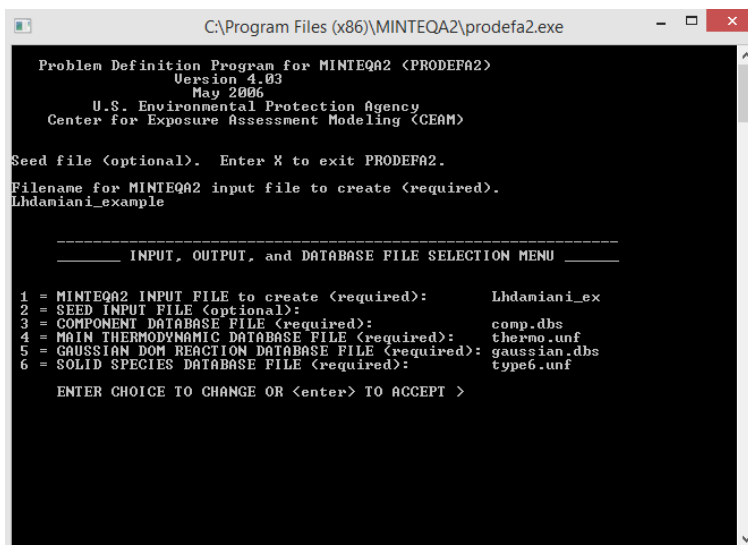 C:\Program Files (x86)\MINTEQA2\prodefa2.exe
Problem Definition Program for MINTEQA2 (PRODEFA2)
Version 4.03
May 2006
U.S. Environmental Protection Agency
Center for Exposure Assessment Modeling (CEAM)
Seed file (optional). Enter X to exit PRODEFA2.
Filename for MINTEQA2 input file to create (required).
Lhdamiani_example
_______ INPUT, OUTPUT, and DATABASE FILE SELECTION MENU ______
1 = MINTEQA2 INPUT FILE to create (required): Lhdamiani_ex
2 = SEED INPUT FILE (optional):
3 = COMPONENT DATABASE FILE (required): comp.dbs
4 = MAIN THERMODYNAMIC DATABASE FILE (required): thermo.unf
5 = GAUSSIAN DOM REACTION DATABASE FILE (required): gaussian.dbs
6 = SOLID SPECIES DATABASE FILE (required): type6.unf
ENTER CHOICE TO CHANGE OR <enter> TO ACCEPT >